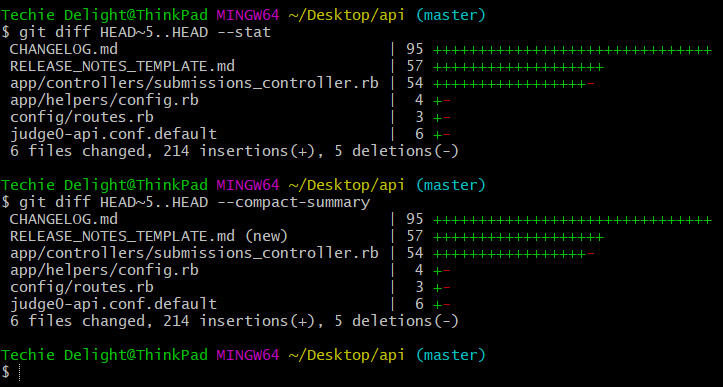 Techie Delight@ThinkPad MINGW64 ~/Desktop/api (master)
$ git diff HEAD~5..HEAD --stat
 CHANGELOG.md                              | 95 +++++++++++++++++++++++++++++++
 RELEASE_NOTES_TEMPLATE.md                 | 57 +++++++++++++++++++
 app/controllers/submissions_controller.rb | 54 +++++++++++++++++-
 app/helpers/config.rb                     |  4 +-
 config/routes.rb                          |  3 +-
 judge0-api.conf.default                   |  6 +-
 6 files changed, 214 insertions(+), 5 deletions(-)
Techie Delight@ThinkPad MINGW64 ~/Desktop/api (master)
$ git diff HEAD~5..HEAD --compact-summary
 CHANGELOG.md                              | 95 +++++++++++++++++++++++++++++++
 RELEASE_NOTES_TEMPLATE.md (new)           | 57 +++++++++++++++++++
 app/controllers/submissions_controller.rb | 54 +++++++++++++++++-
 app/helpers/config.rb                     |  4 +-
 config/routes.rb                          |  3 +-
 judge0-api.conf.default                   |  6 +-
 6 files changed, 214 insertions(+), 5 deletions(-)
Techie Delight@ThinkPad MINGW64 ~/Desktop/api (master)
$